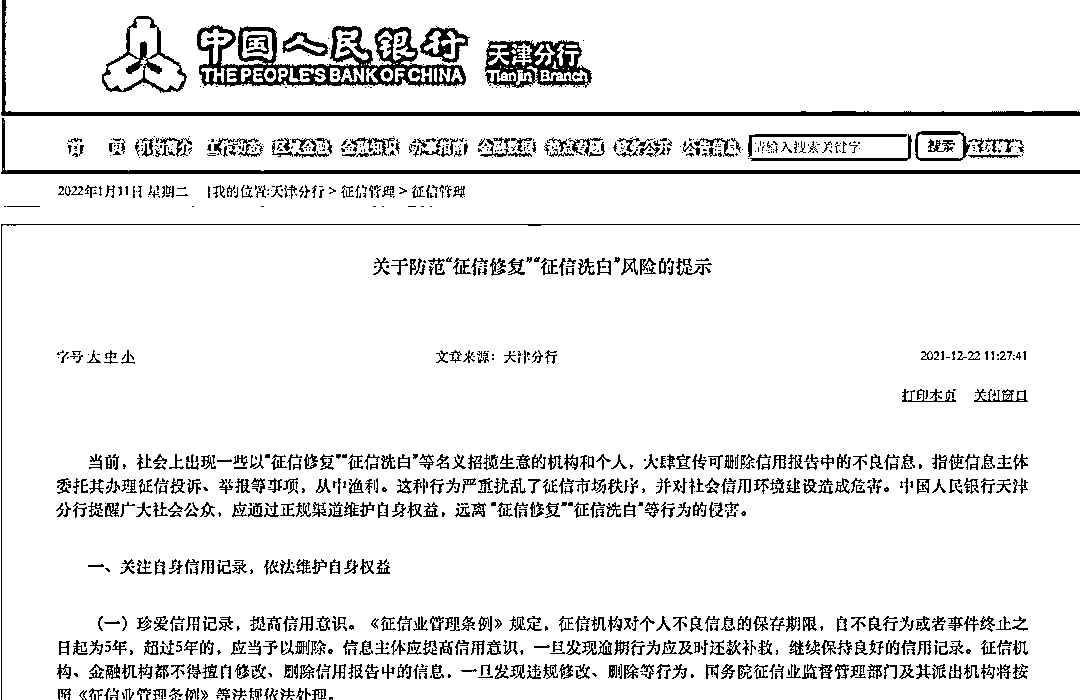 中国人民银行 天津分行
THE PEOPLE'S BANK OF CHINA Tianjin Branch
首 页 机构简介 工作动态 区域金融 金融知识 办事指南 金融数据 热点专题 政务公开 公告信息 请输入搜索关键字 搜索 高级搜索
2022年1月11日 星期二 |我的位置:天津分行 > 征信管理 > 征信管理
关于防范“征信修复”“征信洗白”风险的提示
字号 大 中 小 文章来源：天津分行 2021-12-22 11:27:41
打印本页 关闭窗口
当前，社会上出现一些以“征信修复”“征信洗白”等名义招揽生意的机构和个人，大肆宣传可删除信用报告中的不良信息，指使信息主体
委托其办理征信投诉、举报等事项，从中渔利。这种行为严重扰乱了征信市场秩序，并对社会信用环境建设造成危害。中国人民银行天津
分行提醒广大社会公众，应通过正规渠道维护自身权益，远离“征信修复”“征信洗白”等行为的侵害。
一、关注自身信用记录，依法维护自身权益
（一）珍爱信用记录，提高信用意识。《征信业管理条例》规定，征信机构对个人不良信息的保存期限，自不良行为或者事件终止之
日起为5年，超过5年的，应当予以删除。信息主体应提高信用意识，一旦发现逾期行为应及时还款补救，继续保持良好的信用记录。征信机
构、金融机构都不得擅自修改、删除信用报告中的信息，一旦发现违规修改、删除等行为，国务院征信业监督管理部门及其派出机构将按
照《征信业管理条例》等法规依法处理。